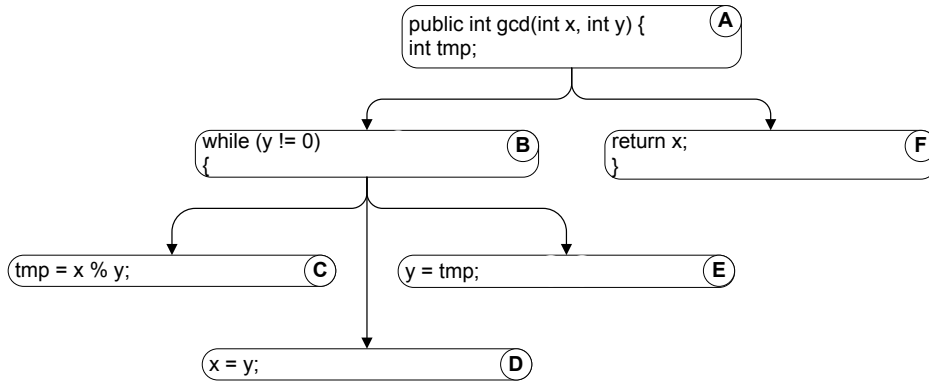 public int gcd(int x, int y) {
int tmp;
A
while (y != 0)
{
B
return x;
}
F
tmp = x % y;
C
y = tmp;
E
x = y;
D